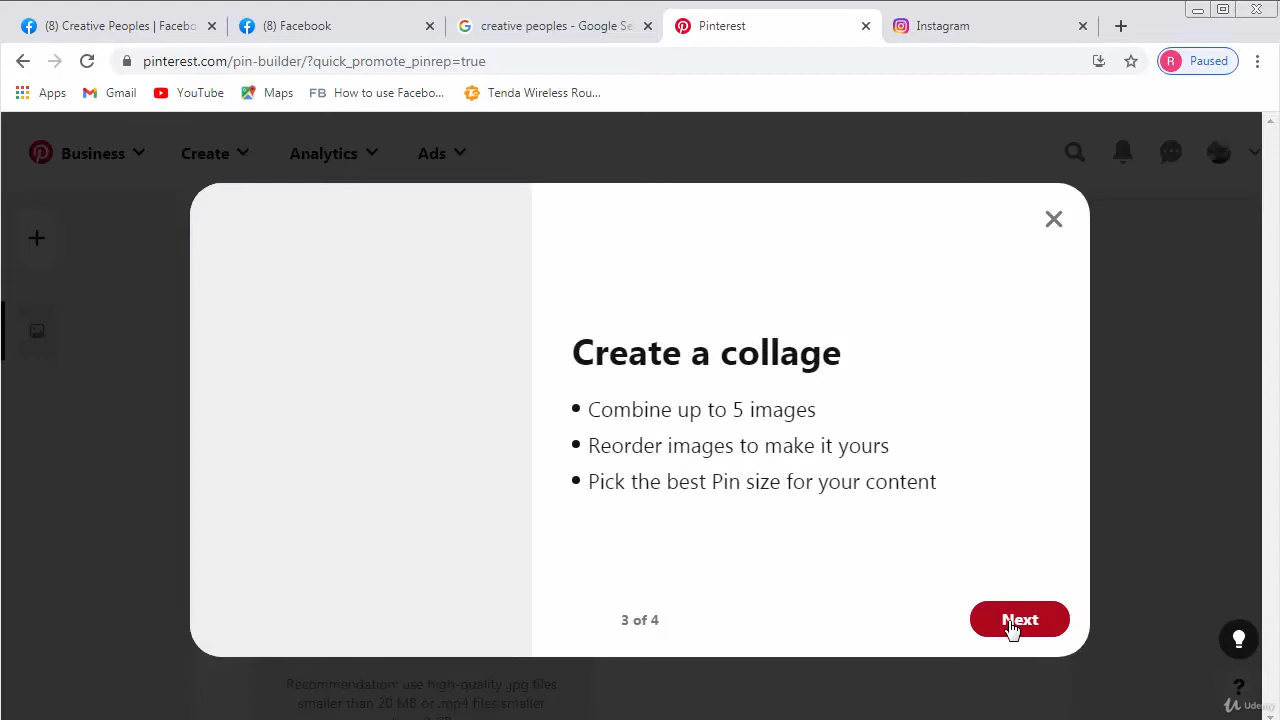 (8) Creative Peoples | Facebo
(8) Facebook
creative peoples - Google Se
Pinterest
Instagram
pinterest.com/pin-builder/?quick_promote_pinrep=true
R
Paused
Apps
Gmail
YouTube
Maps
FB How to use Facebo...
Tenda Wireless Rou...
Business
Create
Analytics
Ads
Create a collage
• Combine up to 5 images
• Reorder images to make it yours
• Pick the best Pin size for your content
3 of 4
Next
Recommendation: use high-quality .jpg files
smaller than 20 MB or .mp4 files smaller
?
Udemy